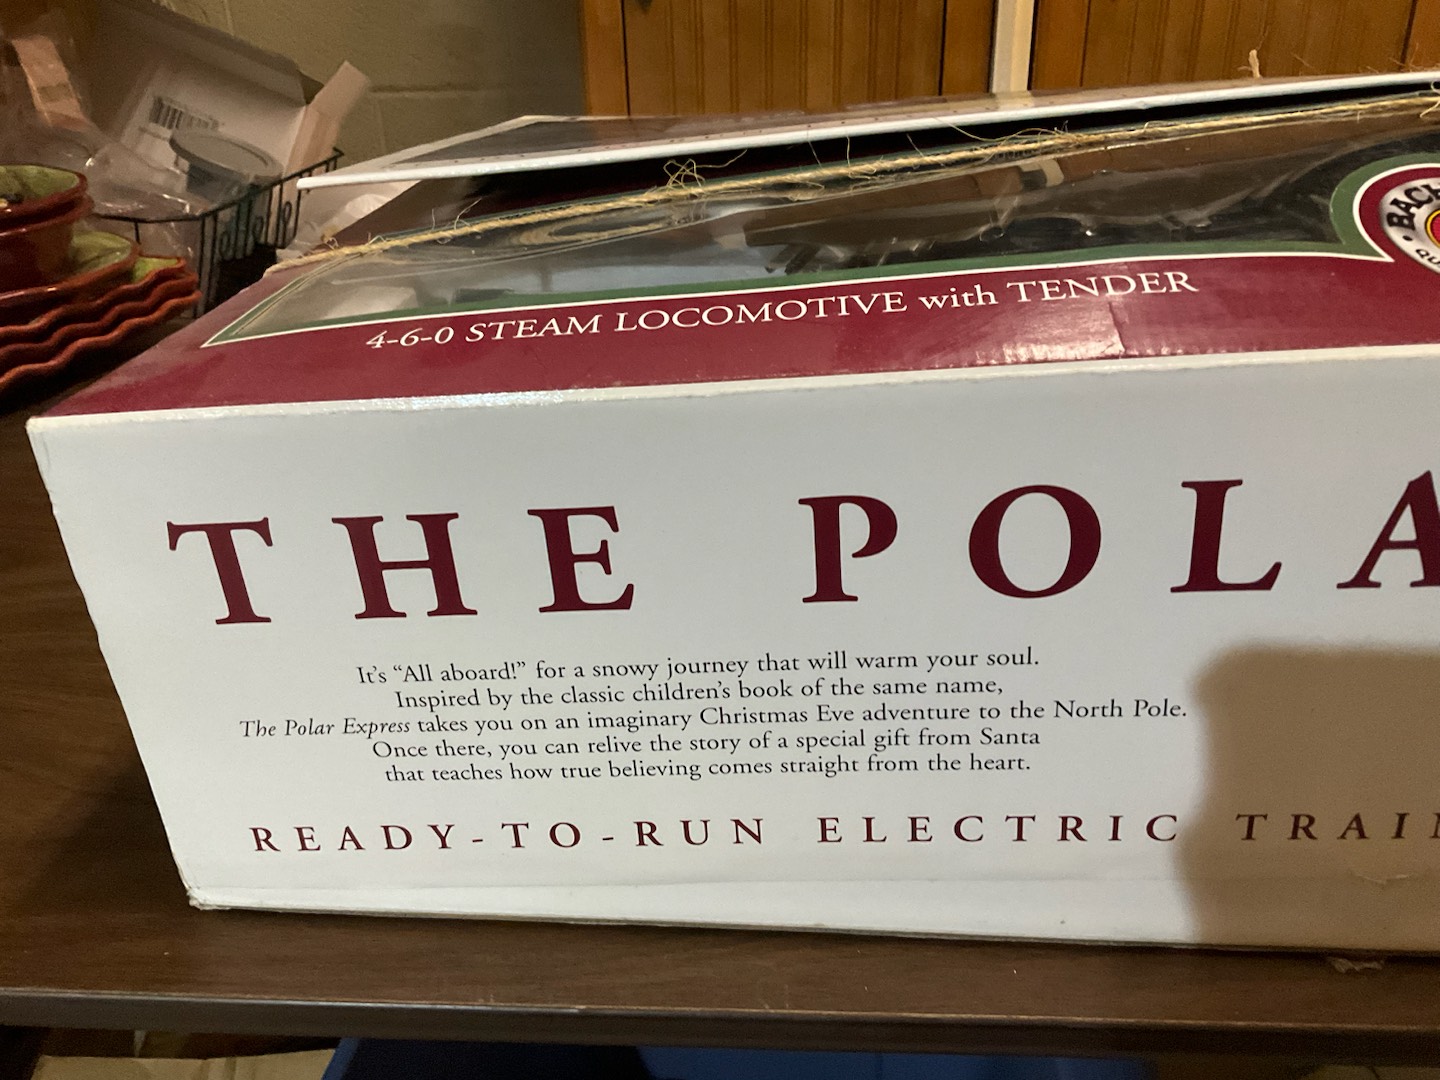 4-6-0 STEAM LOCOMOTIVE with TENDER
THE POLA
It's “All aboard!” for a snowy journey that will warm your soul.
Inspired by the classic children's book of the same name,
The Polar Express takes you on an imaginary Christmas Eve adventure to the North Pole.
Once there, you can relive the story of a special gift from Santa
that teaches how true believing comes straight from the heart.
READY-TO-RUN ELECTRIC TRAIN